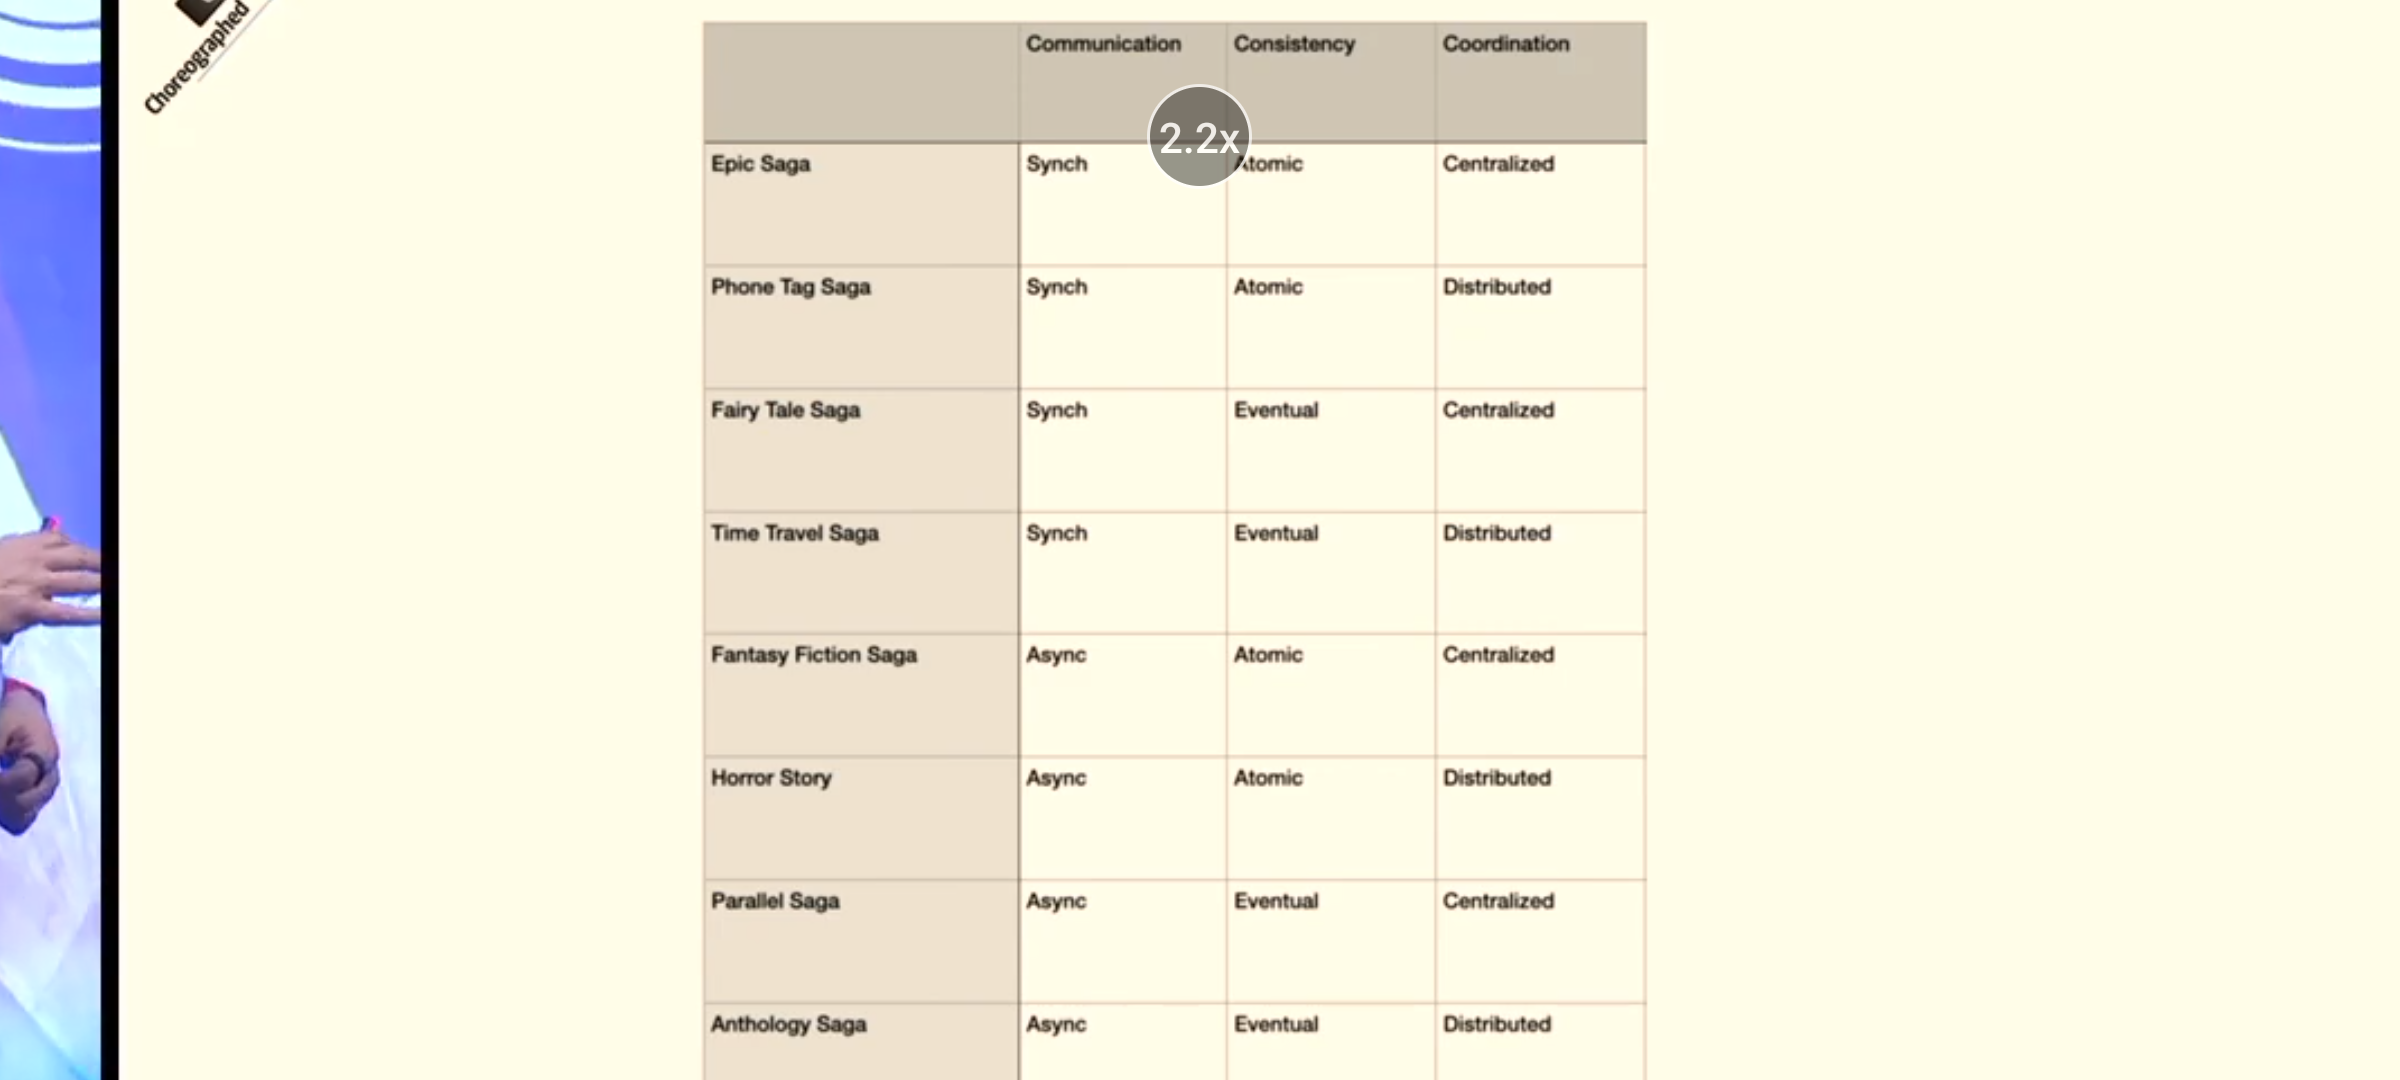 Choreographed
Communication Consistency Coordination
2.2x
Epic Saga Synch Atomic Centralized
Phone Tag Saga Synch Atomic Distributed
Fairy Tale Saga Synch Eventual Centralized
Time Travel Saga Synch Eventual Distributed
Fantasy Fiction Saga Async Atomic Centralized
Horror Story Async Atomic Distributed
Parallel Saga Async Eventual Centralized
Anthology Saga Async Eventual Distributed